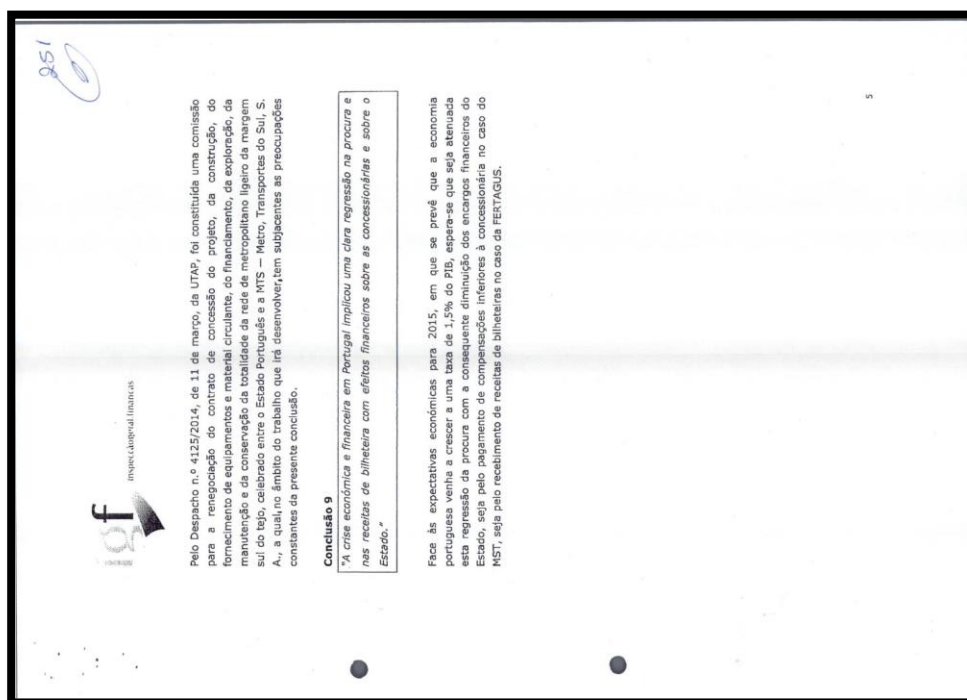 251
igf
inspeção-geral finanças
Pelo Despacho n.º 4125/2014, de 11 de março, da UTAP, foi constituída uma comissão
para a renegociação do contrato de concessão do projeto, da construção, do
fornecimento de equipamentos e material circulante, do financiamento, da exploração, da
manutenção e da conservação da totalidade da rede de metropolitano ligeiro da margem
sul do tejo, celebrado entre o Estado Português e a MTS — Metro, Transportes do Sul, S.
A., a qual, no âmbito do trabalho que irá desenvolver, tem subjacentes as preocupações
constantes da presente conclusão.
Conclusão 9
"A crise económica e financeira em Portugal implicou uma clara regressão na procura e
nas receitas de bilheteira com efeitos financeiros sobre as concessionárias e sobre o
Estado."
Face às expectativas económicas para 2015, em que se prevê que a economia
portuguesa venha a crescer a uma taxa de 1,5% do PIB, espera-se que seja atenuada
esta regressão da procura com a consequente diminuição dos encargos financeiros do
Estado, seja pelo pagamento de compensações inferiores à concessionária no caso do
MST, seja pelo recebimento de receitas de bilheteiras no caso da FERTAGUS.
5